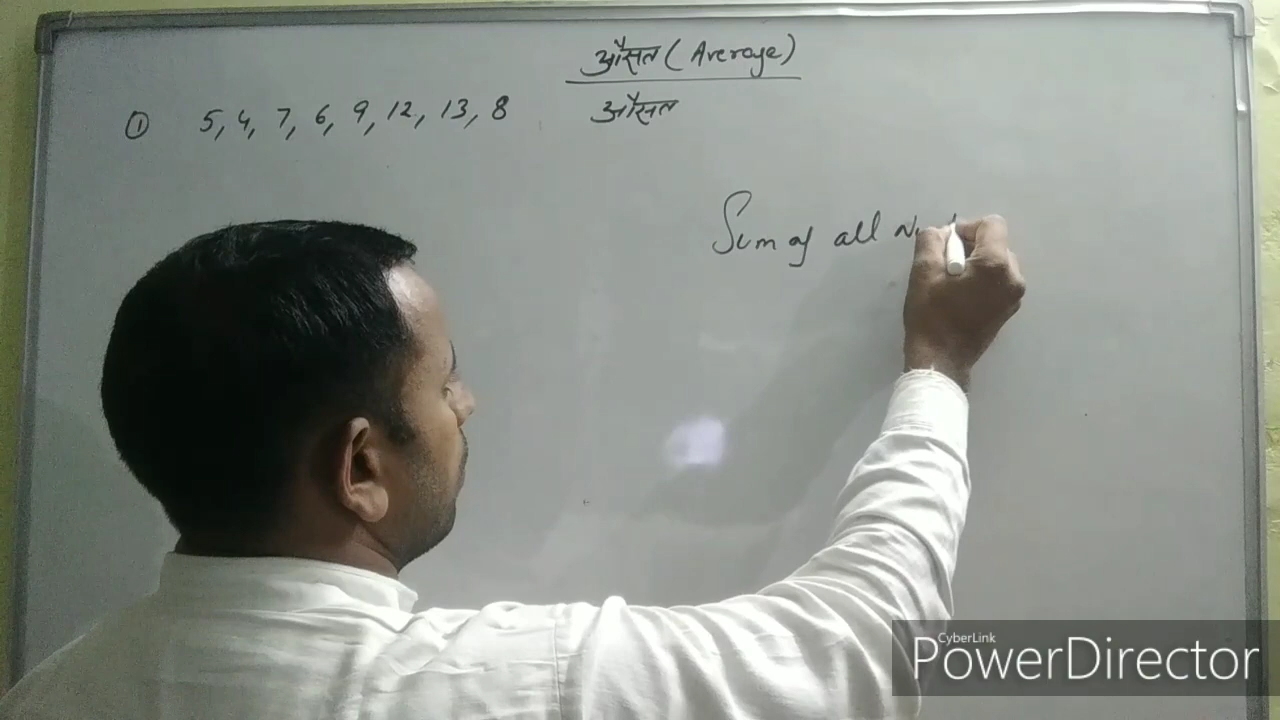 औसत (Average)
① 5, 4, 7, 6, 9, 12, 13, 8 औसत
Sum of all
CyberLink
PowerDirector